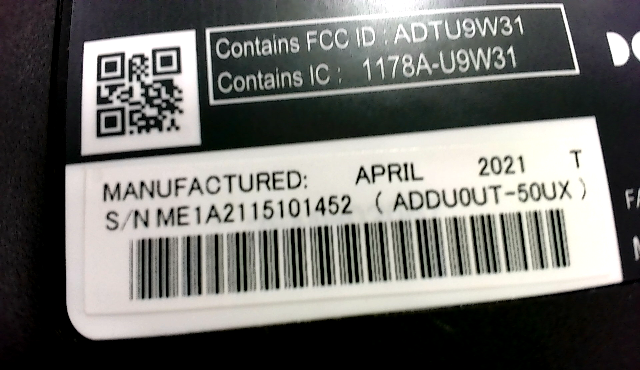 Contains FCC ID : ADTU9W31
Contains IC : 1178A-U9W31
MANUFACTURED: APRIL 2021 T
S/N ME1A2115101452 ( ADDU0UT-50UX )